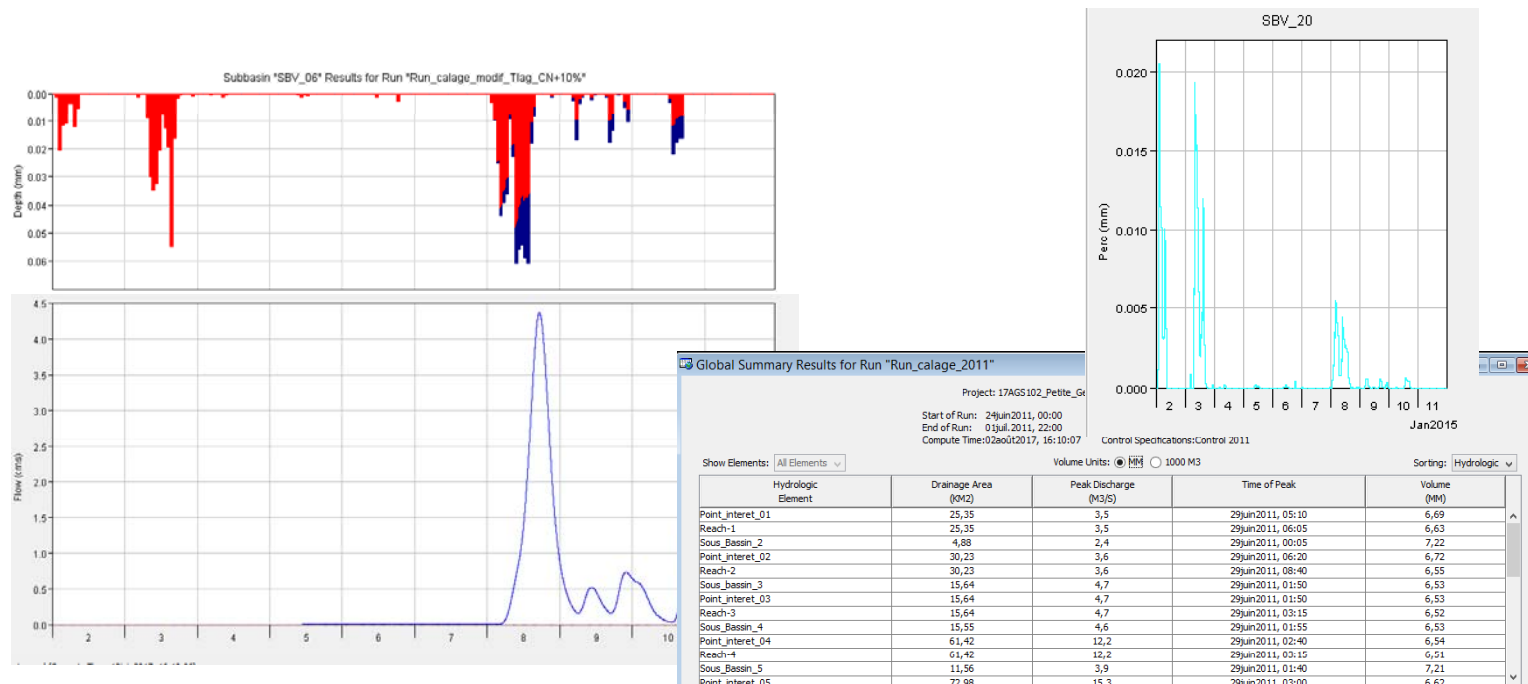 Subbasin "SBV_06" Results for Run "Run_calage_modif_Tlag_CN+10%"
Depth (mm)
0.00
0.01
0.02
0.03
0.04
0.05
0.06
Flow (cms)
4.5
4.0
3.5
3.0
2.5
2.0
1.5
1.0
0.5
0.0
2 3 4 5 6 7 8 9 10
SBV_20
Perc (mm)
0.020
0.015
0.010
0.005
0.000
2 3 4 5 6 7 8 9 10 11
Jan2015
Global Summary Results for Run "Run_calage_2011"
Project: 17AGS102_Petite_Ge
Start of Run: 24juin2011, 00:00
End of Run: 01juil.2011, 22:00
Compute Time:02août2017, 16:10:07 Control Specifications:Control 2011
Show Elements: All Elements Volume Units: MM 1000 M3 Sorting: Hydrologic
Hydrologic Element Drainage Area (KM2) Peak Discharge (M3/S) Time of Peak Volume (MM)
Point_interet_01 25,35 3,5 29juin2011, 05:10 6,69
Reach-1 25,35 3,5 29juin2011, 06:05 6,63
Sous_Bassin_2 4,88 2,4 29juin2011, 00:05 7,22
Point_interet_02 30,23 3,6 29juin2011, 06:20 6,72
Reach-2 30,23 3,6 29juin2011, 08:40 6,55
Sous_bassin_3 15,64 4,7 29juin2011, 01:50 6,53
Point_interet_03 15,64 4,7 29juin2011, 01:50 6,53
Reach-3 15,64 4,7 29juin2011, 03:15 6,52
Sous_Bassin_4 15,55 4,6 29juin2011, 01:55 6,53
Point_interet_04 61,42 12,2 29juin2011, 02:40 6,54
Reach-4 61,42 12,2 29juin2011, 03:15 6,51
Sous_Bassin_5 11,56 3,9 29juin2011, 01:40 7,21
Point_interet_05 72,98 15,3 29juin2011, 03:00 6,62